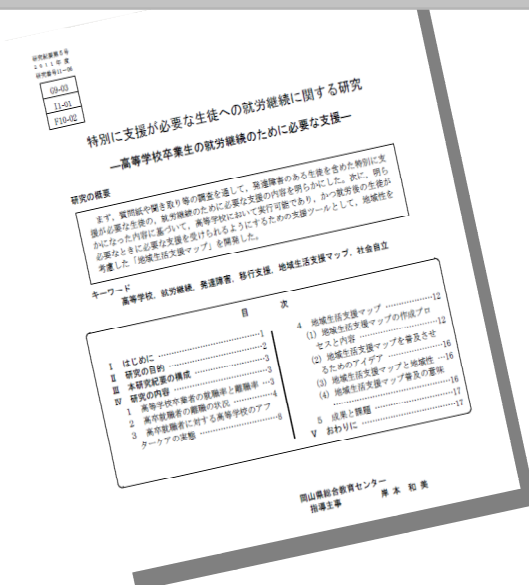 研究紀要第5号
2011年度
研究番号11－06
G9-03
I1-01
F10-02
特別に支援が必要な生徒への就労継続に関する研究
―高等学校卒業生の就労継続のために必要な支援―
研究の概要
まず，質問紙や聞き取り等の調査を通して，発達障害のある生徒を含めた特別に支
援が必要な生徒の，就労継続のために必要な支援の内容を明らかにした。次に，明ら
かになった内容に基づいて，高等学校において実行可能であり，かつ就労後の生徒が
必要なときに必要な支援を受けられるようにするための支援ツールとして，地域性を
考慮した「地域生活支援マップ」を開発した。
キーワード
高等学校，就労継続，発達障害，移行支援，地域生活支援マップ，社会自立
目　次
Ⅰ　はじめに ……………………………1
Ⅱ　研究の目的 …………………………2
Ⅲ　本研究紀要の構成 …………………3
Ⅳ　研究の内容 …………………………3
1　高等学校卒業者の就職率と離職率 …3
2　高卒就職者の離職の状況 ……………4
3　高卒就職者に対する高等学校のアフ
ターケアの実態 ……………………8
4　地域生活支援マップ ………………12
(1) 地域生活支援マップの作成プロ
セスと内容 ………………………12
(2) 地域生活支援マップを普及させ
るためのアイデア ………………16
(3) 地域生活支援マップと地域性 …16
(4) 地域生活支援マップ普及の意味
……………………………………16
5　成果と課題 …………………………17
Ⅴ　おわりに ……………………………17
岡山県総合教育センター
指導主事　岸本　和美